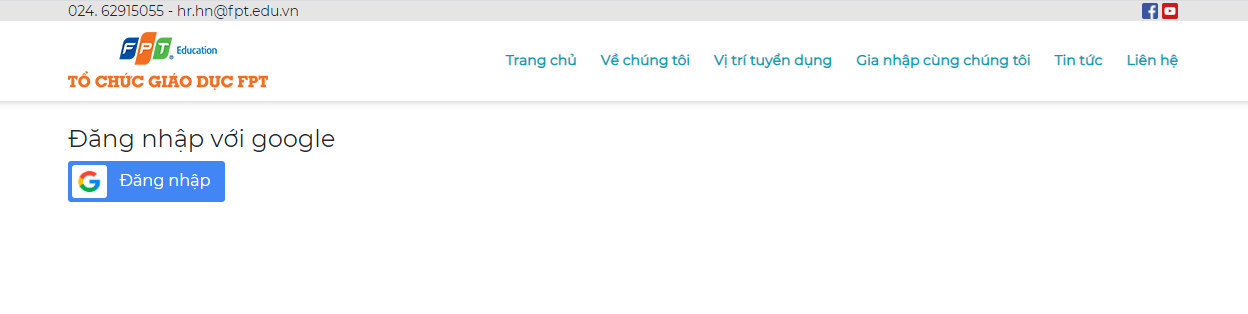 024. 62915055 - hr.hn@fpt.edu.vn
FPT® Education
TỔ CHỨC GIÁO DỤC FPT
Trang chủ Về chúng tôi Vị trí tuyển dụng Gia nhập cùng chúng tôi Tin tức Liên hệ
Đăng nhập với google
G Đăng nhập